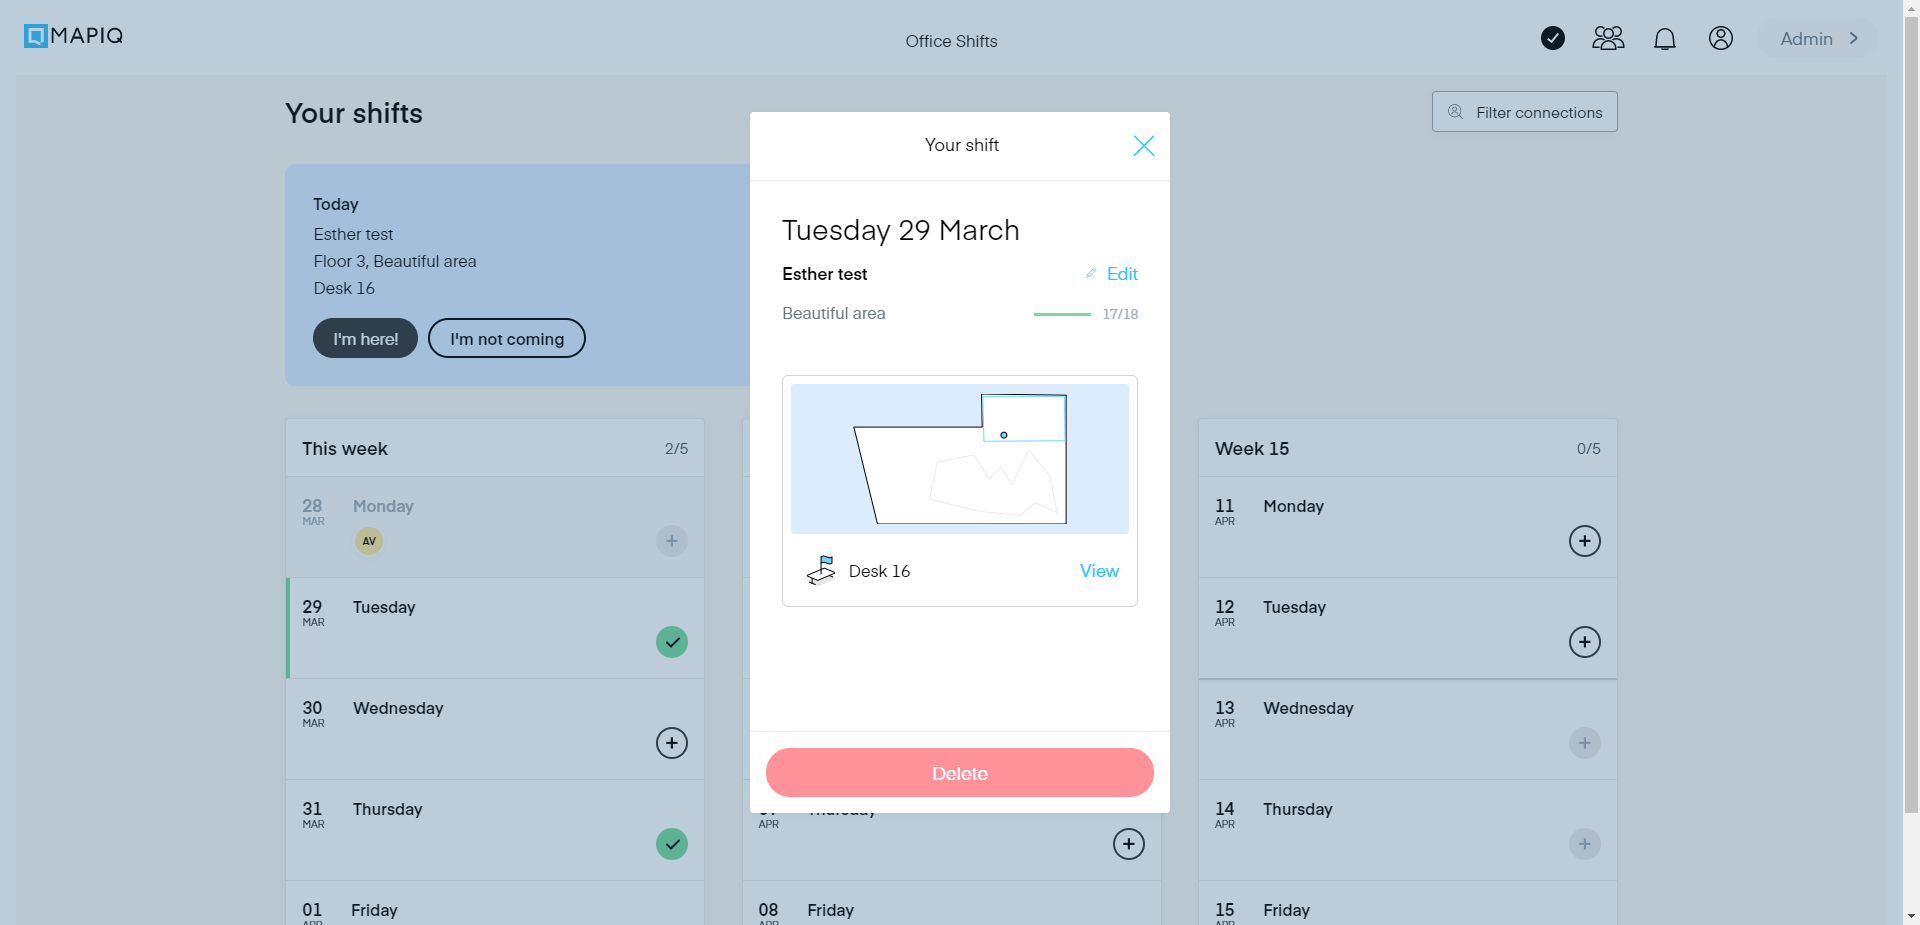 MAPIQ
Office Shifts
Admin
Your shifts
Filter connections
Today
Esther test
Floor 3, Beautiful area
Desk 16
I'm here!
I'm not coming
Your shift
Tuesday 29 March
Esther test
Edit
Beautiful area
17/18
Desk 16
View
Delete
This week
2/5
28
MAR
Monday
AV
29
MAR
Tuesday
30
MAR
Wednesday
31
MAR
Thursday
01
APR
Friday
APR
Thursday
08
APR
Friday
Week 15
0/5
11
APR
Monday
12
APR
Tuesday
13
APR
Wednesday
14
APR
Thursday
15
APR
Friday